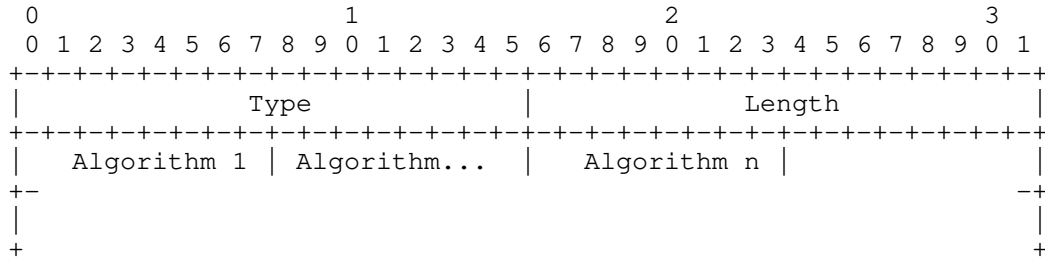 0                   1                   2                   3
 0 1 2 3 4 5 6 7 8 9 0 1 2 3 4 5 6 7 8 9 0 1 2 3 4 5 6 7 8 9 0 1
+-+-+-+-+-+-+-+-+-+-+-+-+-+-+-+-+-+-+-+-+-+-+-+-+-+-+-+-+-+-+-+-+
|             Type              |             Length            |
+-+-+-+-+-+-+-+-+-+-+-+-+-+-+-+-+-+-+-+-+-+-+-+-+-+-+-+-+-+-+-+-+
|   Algorithm 1 | Algorithm...  |   Algorithm n |               |
+-                                                             -+
|                                                               |
+                                                               +